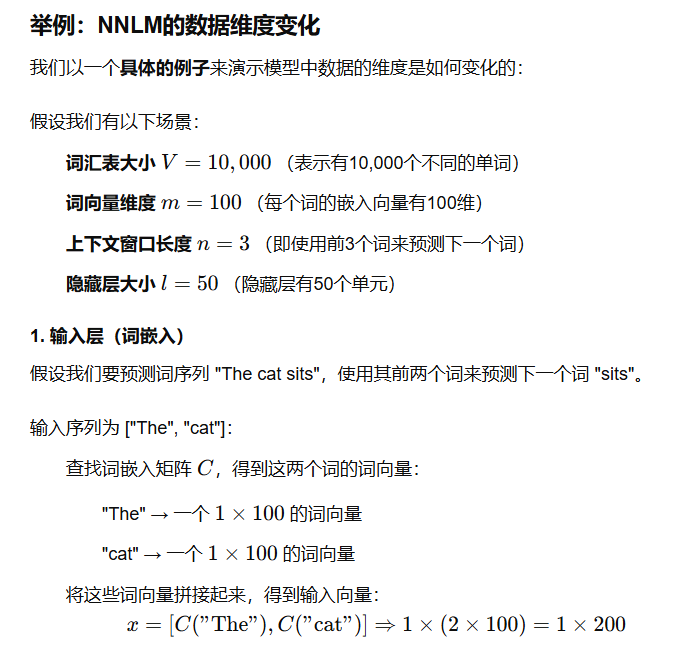 举例：NNLM的数据维度变化
我们以一个具体的例子来演示模型中数据的维度是如何变化的：
假设我们有以下场景：
词汇表大小 V = 10,000 （表示有10,000个不同的单词）
词向量维度 m = 100 （每个词的嵌入向量有100维）
上下文窗口长度 n = 3 （即使用前3个词来预测下一个词）
隐藏层大小 l = 50 （隐藏层有50个单元）
1. 输入层（词嵌入）
假设我们要预测词序列 "The cat sits"，使用其前两个词来预测下一个词 "sits"。
输入序列为 ["The", "cat"]：
查找词嵌入矩阵 C，得到这两个词的词向量：
"The" → 一个 1 × 100 的词向量
"cat" → 一个 1 × 100 的词向量
将这些词向量拼接起来，得到输入向量：
x = [C("The"), C("cat")] ⇒ 1 × (2 × 100) = 1 × 200